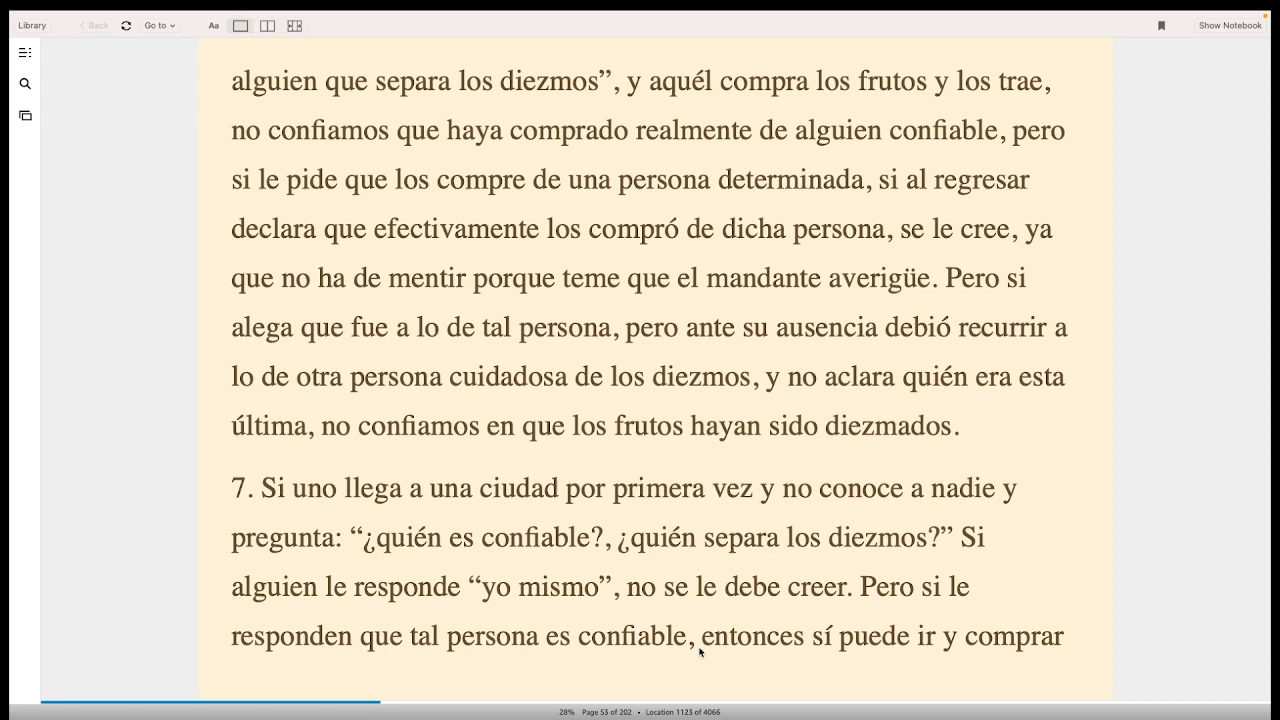 Library
Back
Go to
Aa
Show Notebook
alguien que separa los diezmos”, y aquél compra los frutos y los trae,
no confiamos que haya comprado realmente de alguien confiable, pero
si le pide que los compre de una persona determinada, si al regresar
declara que efectivamente los compró de dicha persona, se le cree, ya
que no ha de mentir porque teme que el mandante averigüe. Pero si
alega que fue a lo de tal persona, pero ante su ausencia debió recurrir a
lo de otra persona cuidadosa de los diezmos, y no aclara quién era esta
última, no confiamos en que los frutos hayan sido diezmados.
7. Si uno llega a una ciudad por primera vez y no conoce a nadie y
pregunta: “¿quién es confiable?, ¿quién separa los diezmos?” Si
alguien le responde “yo mismo”, no se le debe creer. Pero si le
responden que tal persona es confiable, entonces sí puede ir y comprar
28% Page 53 of 202 • Location 1123 of 4066